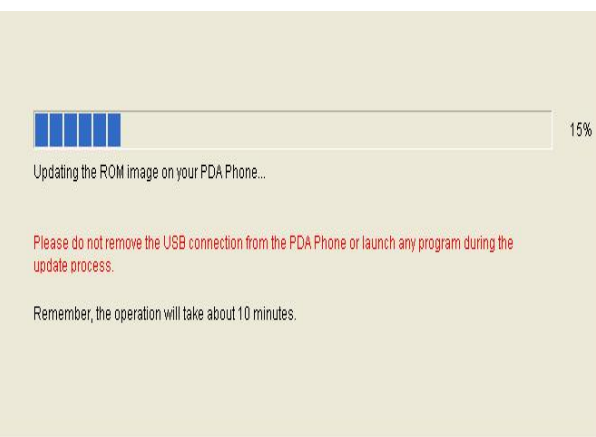 15%
Updating the ROM image on your PDA Phone...
Please do not remove the USB connection from the PDA Phone or launch any program during the
update process.
Remember, the operation will take about 10 minutes.